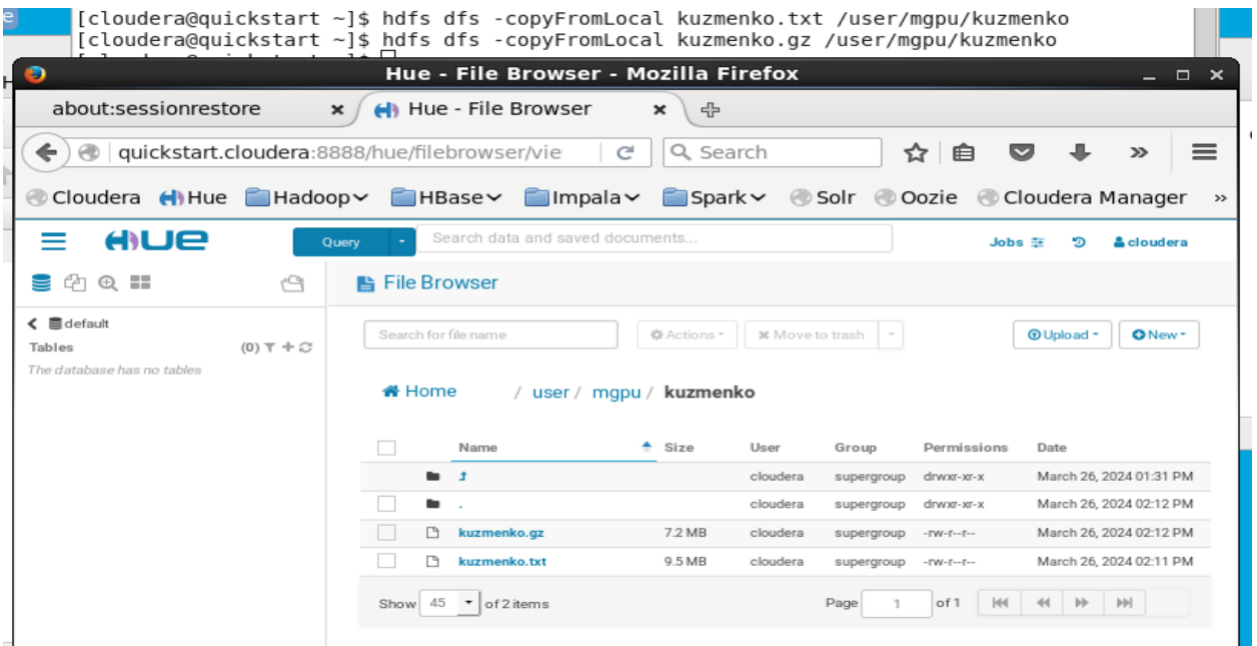 [cloudera@quickstart ~]$ hdfs dfs -copyFromLocal kuzmenko.txt /user/mgpu/kuzmenko
[cloudera@quickstart ~]$ hdfs dfs -copyFromLocal kuzmenko.gz /user/mgpu/kuzmenko
Hue - File Browser - Mozilla Firefox
about:sessionrestore Hue - File Browser
quickstart.cloudera:8888/hue/filebrowser/vie Search
Cloudera Hue Hadoop HBase Impala Spark Solr Oozie Cloudera Manager »
HUE Query Search data and saved documents... Jobs cloudera
File Browser
default
Tables (0)
The database has no tables
Search for file name Actions Move to trash Upload New
Home / user / mgpu / kuzmenko
Name Size User Group Permissions Date
cloudera supergroup drwxr-xr-x March 26, 2024 01:31 PM
. cloudera supergroup drwxr-xr-x March 26, 2024 02:12 PM
kuzmenko.gz 7.2 MB cloudera supergroup -rw-r--r-- March 26, 2024 02:12 PM
kuzmenko.txt 9.5 MB cloudera supergroup -rw-r--r-- March 26, 2024 02:11 PM
Show 45 of 2 items Page 1 of 1